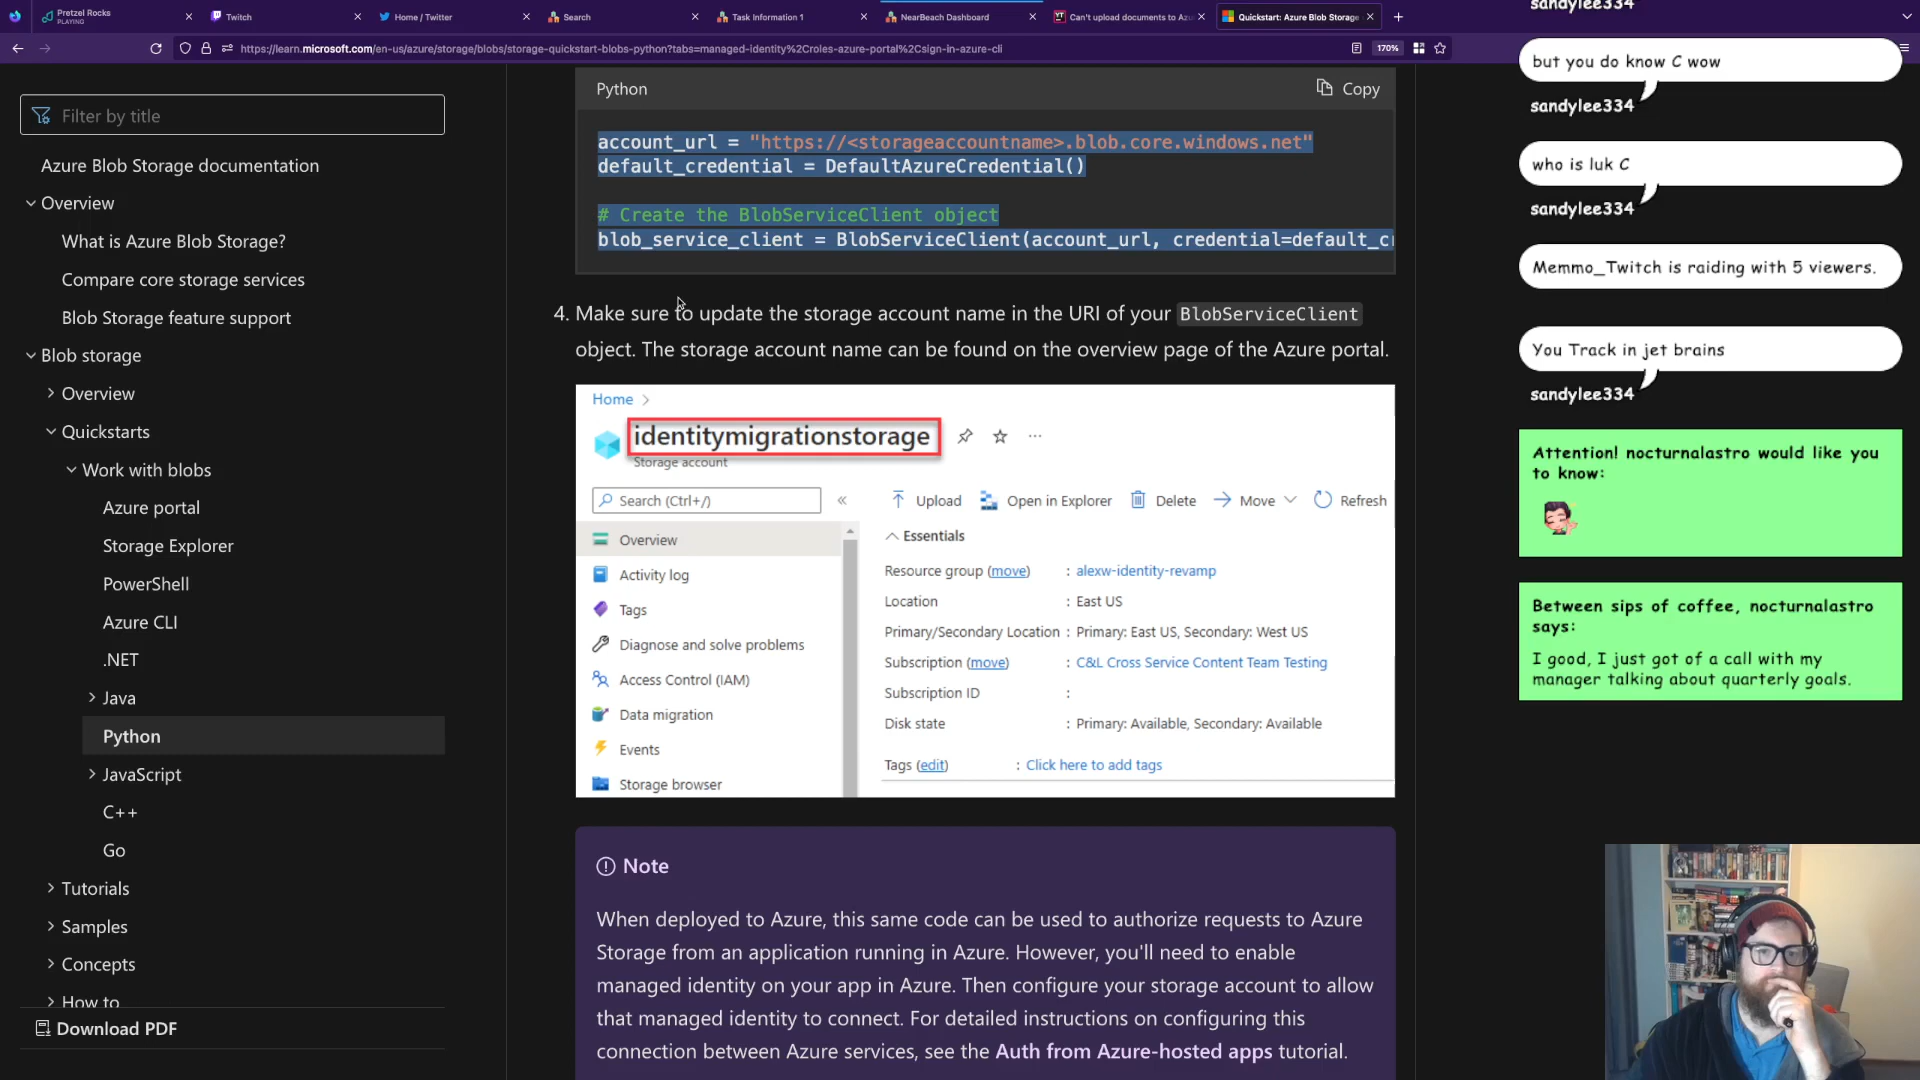 Pretzel Rocks
PLAYING
Twitch
Home / Twitter
Search
Task Information 1
NearBeach Dashboard
Can't upload documents to Azu
Quickstart: Azure Blob Storage
https://learn.microsoft.com/en-us/azure/storage/blobs/storage-quickstart-blobs-python?tabs=managed-identity%2Croles-azure-portal%2Csign-in-azure-cli
170%
Filter by title
Azure Blob Storage documentation
Overview
What is Azure Blob Storage?
Compare core storage services
Blob Storage feature support
Blob storage
Overview
Quickstarts
Work with blobs
Azure portal
Storage Explorer
PowerShell
Azure CLI
.NET
Java
Python
JavaScript
C++
Go
Tutorials
Samples
Concepts
How to
Download PDF
Python
Copy
account_url = "https://<storageaccountname>.blob.core.windows.net"
default_credential = DefaultAzureCredential()
# Create the BlobServiceClient object
blob_service_client = BlobServiceClient(account_url, credential=default_cr
4. Make sure to update the storage account name in the URI of your BlobServiceClient
object. The storage account name can be found on the overview page of the Azure portal.
Home >
identitymigrationstorage
Storage account
Search (Ctrl+/)
«
Upload
Open in Explorer
Delete
Move
Refresh
Overview
Activity log
Tags
Diagnose and solve problems
Access Control (IAM)
Data migration
Events
Storage browser
Essentials
Resource group (move) : alexw-identity-revamp
Location : East US
Primary/Secondary Location : Primary: East US, Secondary: West US
Subscription (move) : C&L Cross Service Content Team Testing
Subscription ID :
Disk state : Primary: Available, Secondary: Available
Tags (edit) : Click here to add tags
Note
When deployed to Azure, this same code can be used to authorize requests to Azure
Storage from an application running in Azure. However, you'll need to enable
managed identity on your app in Azure. Then configure your storage account to allow
that managed identity to connect. For detailed instructions on configuring this
connection between Azure services, see the Auth from Azure-hosted apps tutorial.
sandylee334
but you do know C wow
sandylee334
who is luk C
sandylee334
Memmo_Twitch is raiding with 5 viewers.
You Track in jet brains
sandylee334
Attention! nocturnalastro would like you
to know:
Between sips of coffee, nocturnalastro
says:
I good, I just got of a call with my
manager talking about quarterly goals.